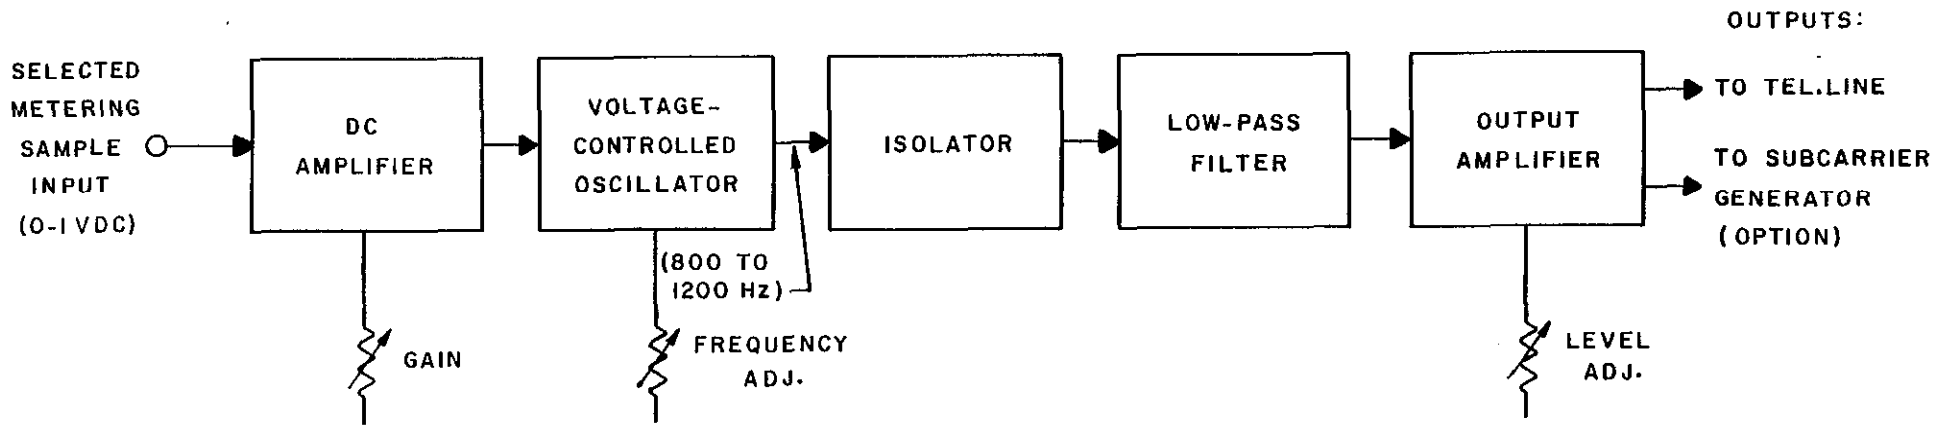 SELECTED
METERING
SAMPLE
INPUT
(0-1 VDC)
DC
AMPLIFIER
GAIN
VOLTAGE-
CONTROLLED
OSCILLATOR
(800 TO
1200 Hz)
FREQUENCY
ADJ.
ISOLATOR
LOW-PASS
FILTER
OUTPUT
AMPLIFIER
LEVEL
ADJ.
OUTPUTS:
TO TEL.LINE
TO SUBCARRIER
GENERATOR
(OPTION)